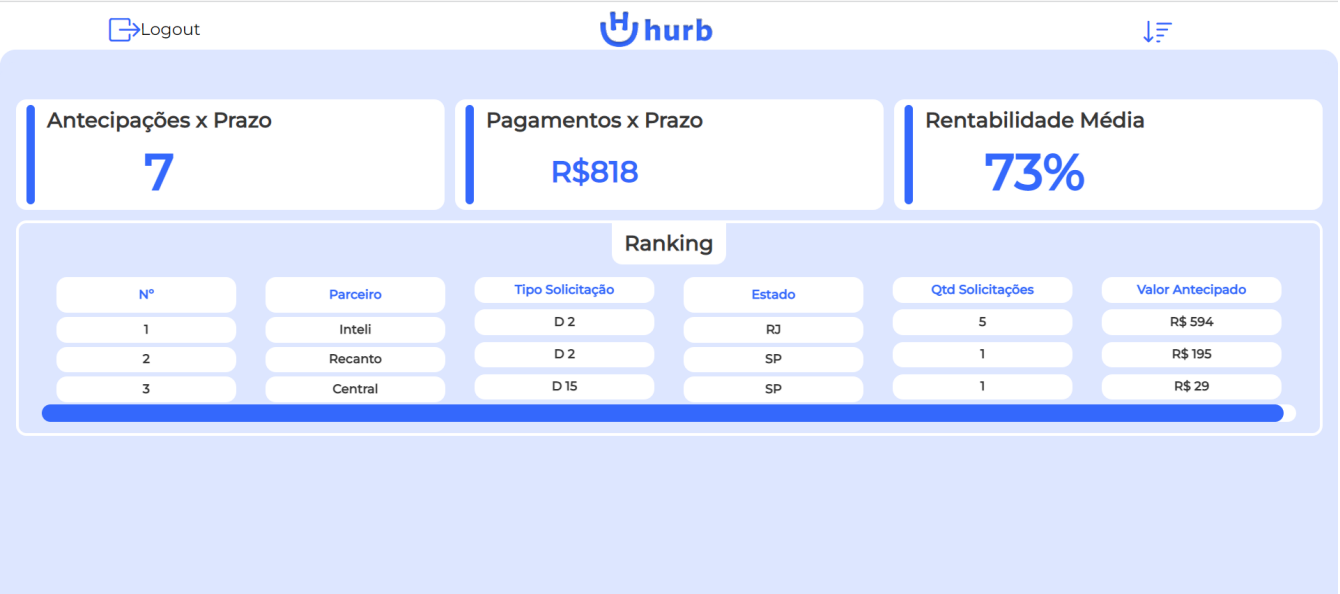 Logout
hurb
Antecipações x Prazo
7
Pagamentos x Prazo
R$818
Rentabilidade Média
73%
Ranking
Nº Parceiro Tipo Solicitação Estado Qtd Solicitações Valor Antecipado
1 Inteli D 2 RJ 5 R$ 594
2 Recanto D 2 SP 1 R$ 195
3 Central D 15 SP 1 R$ 29